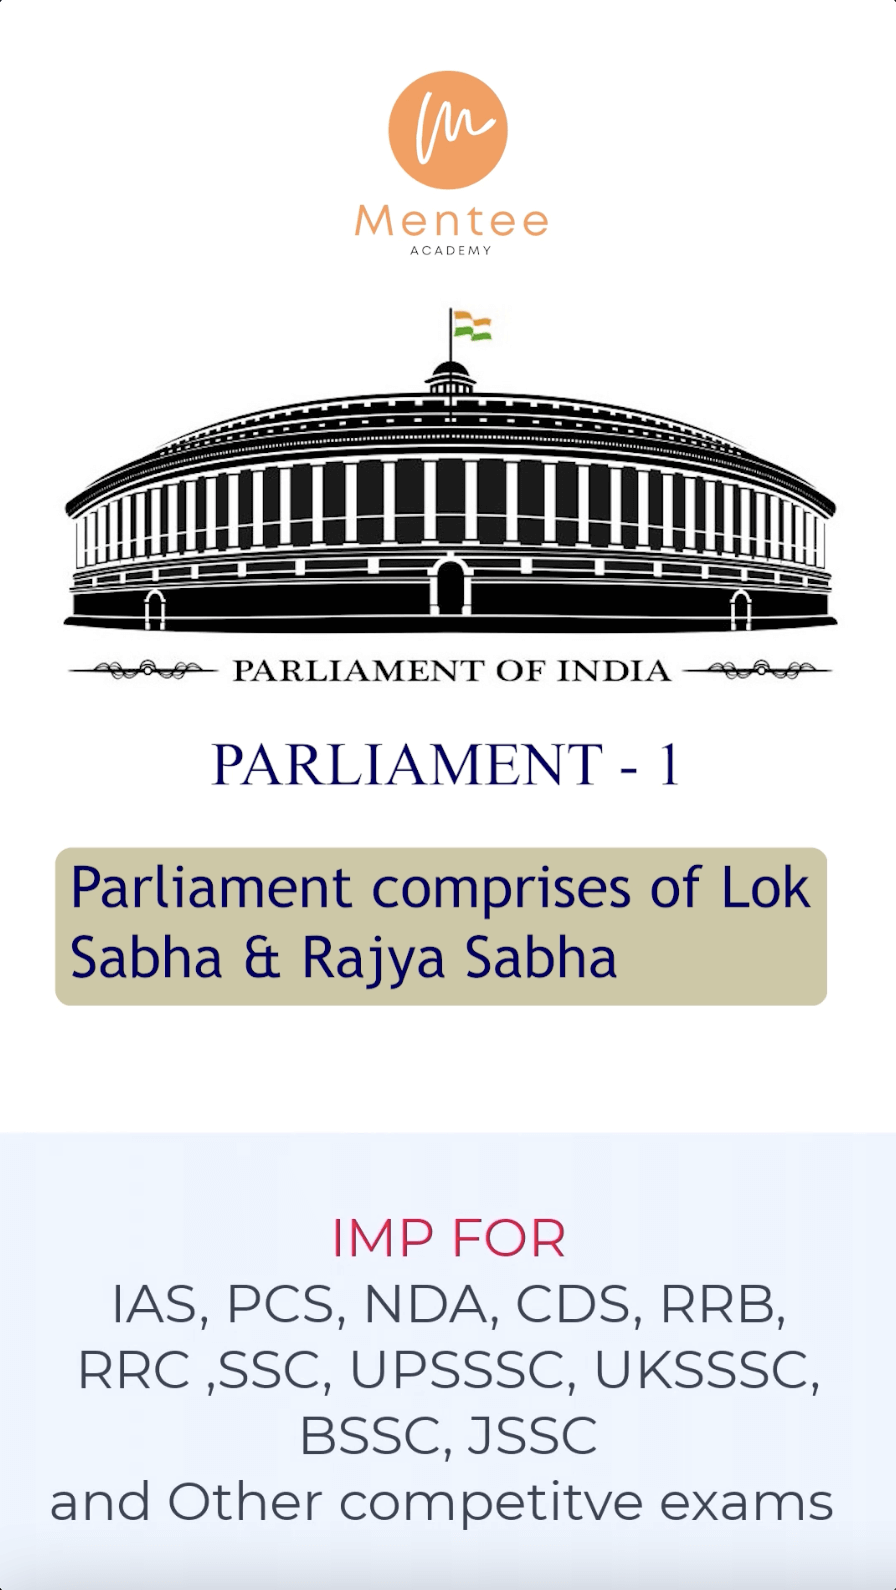 Mentee
ACADEMY
PARLIAMENT OF INDIA
PARLIAMENT - 1
Parliament comprises of Lok
Sabha & Rajya Sabha
IMP FOR
IAS, PCS, NDA, CDS, RRB,
RRC ,SSC, UPSSSC, UKSSSC,
BSSC, JSSC
and Other competitve exams